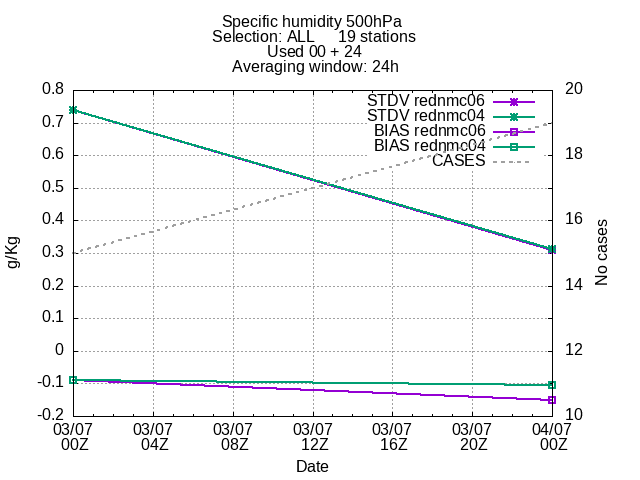 Specific humidity 500hPa
Selection: ALL 19 stations
Used 00 + 24
Averaging window: 24h
STDV rednmc06
STDV rednmc04
BIAS rednmc06
BIAS rednmc04
CASES
g/Kg
0.8
0.7
0.6
0.5
0.4
0.3
0.2
0.1
0
-0.1
-0.2
No cases
20
18
16
14
12
10
03/07 03/07 03/07 03/07 03/07 03/07 04/07
00Z 04Z 08Z 12Z 16Z 20Z 00Z
Date